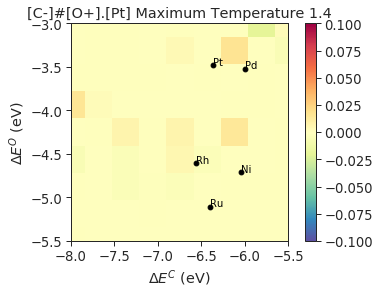 [C-]#[O+].[Pt] Maximum Temperature 1.4
−3.0
−3.5
−4.0
−4.5
−5.0
−5.5
ΔE^O (eV)
Pt
Pd
Rh
Ni
Ru
−8.0 −7.5 −7.0 −6.5 −6.0 −5.5
ΔE^C (eV)
0.100
0.075
0.050
0.025
0.000
−0.025
−0.050
−0.075
−0.100